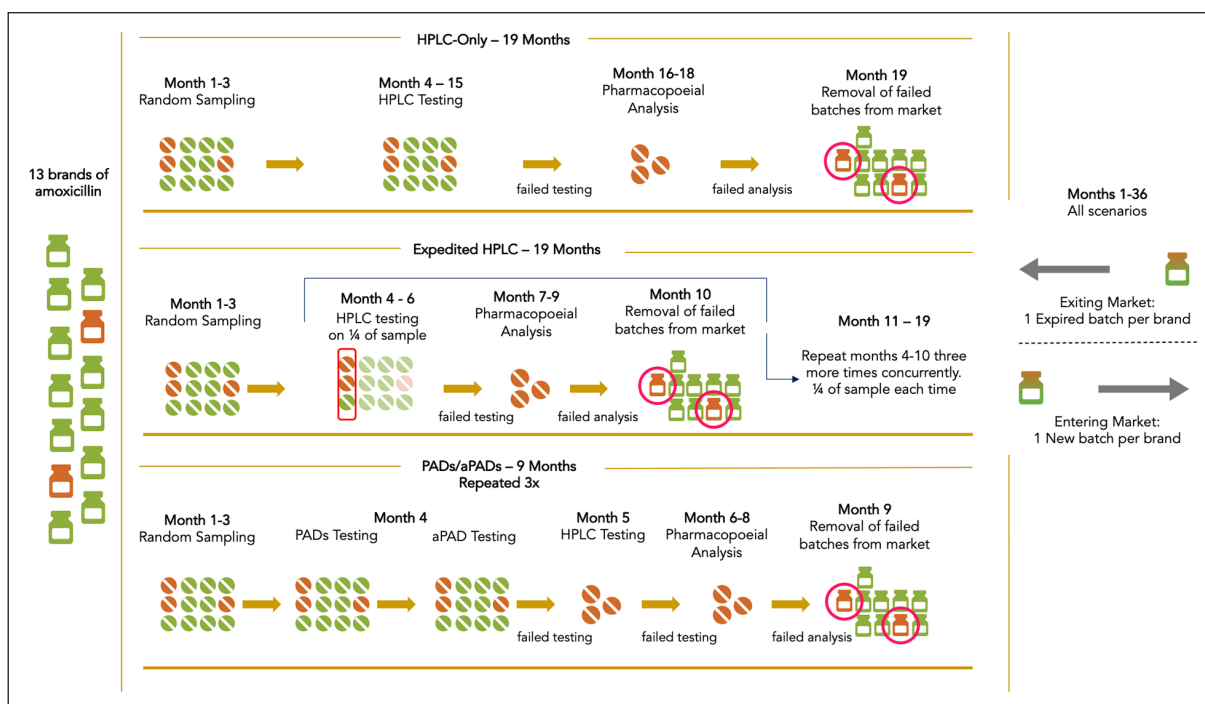 13 brands of
amoxicillin
HPLC-Only – 19 Months
Month 1-3
Random Sampling
Month 4 – 15
HPLC Testing
failed testing
Month 16-18
Pharmacopoeial
Analysis
failed analysis
Month 19
Removal of failed
batches from market
Expedited HPLC – 19 Months
Month 1-3
Random Sampling
Month 4 - 6
HPLC testing
on ¼ of sample
failed testing
Month 7-9
Pharmacopoeial
Analysis
failed analysis
Month 10
Removal of failed
batches from market
Month 11 – 19
Repeat months 4-10 three
more times concurrently.
¼ of sample each time
PADs/aPADs – 9 Months
Repeated 3x
Month 1-3
Random Sampling
Month 4
PADs Testing
aPAD Testing
failed testing
Month 5
HPLC Testing
failed testing
Month 6-8
Pharmacopoeial
Analysis
failed analysis
Month 9
Removal of failed
batches from market
Months 1-36
All scenarios
Exiting Market:
1 Expired batch per brand
Entering Market:
1 New batch per brand